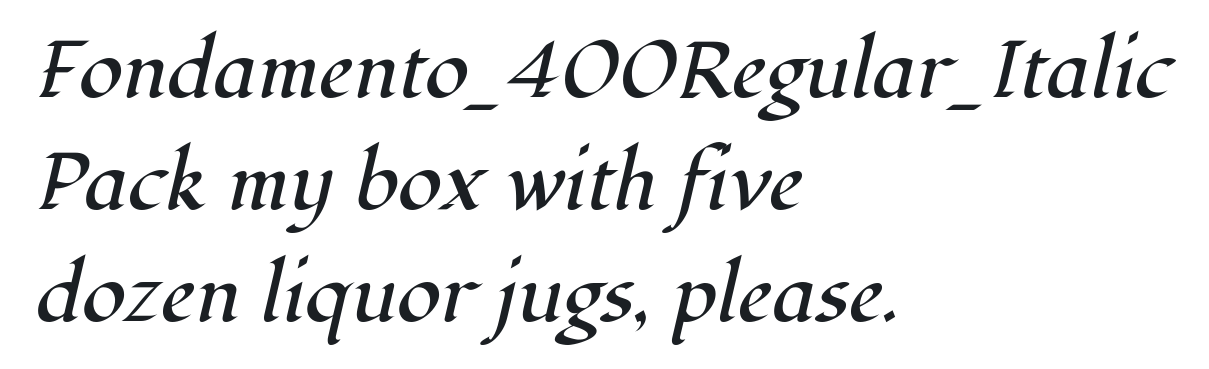 Fondamento_400Regular_Italic
Pack my box with five
dozen liquor jugs, please.